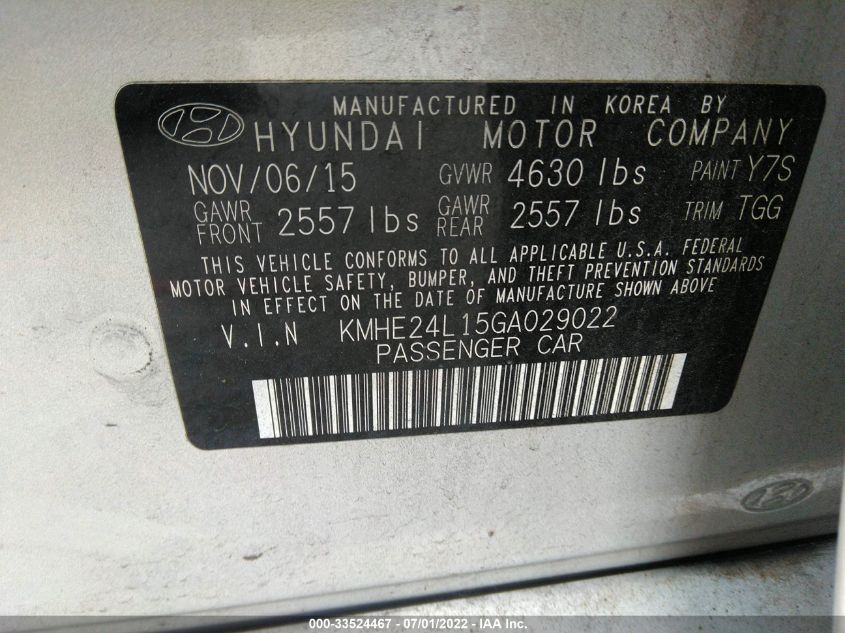 MANUFACTURED IN KOREA BY
HYUNDAI MOTOR COMPANY
NOV/06/15 GVWR 4630 lbs PAINT Y7S
GAWR FRONT 2557 lbs GAWR REAR 2557 lbs TRIM TGG
THIS VEHICLE CONFORMS TO ALL APPLICABLE U.S.A. FEDERAL
MOTOR VEHICLE SAFETY, BUMPER, AND THEFT PREVENTION STANDARDS
IN EFFECT ON THE DATE OF MANUFACTURE SHOWN ABOVE
V.I.N KMHE24L15GA029022
PASSENGER CAR
000-33524467 - 07/01/2022 - IAA Inc.